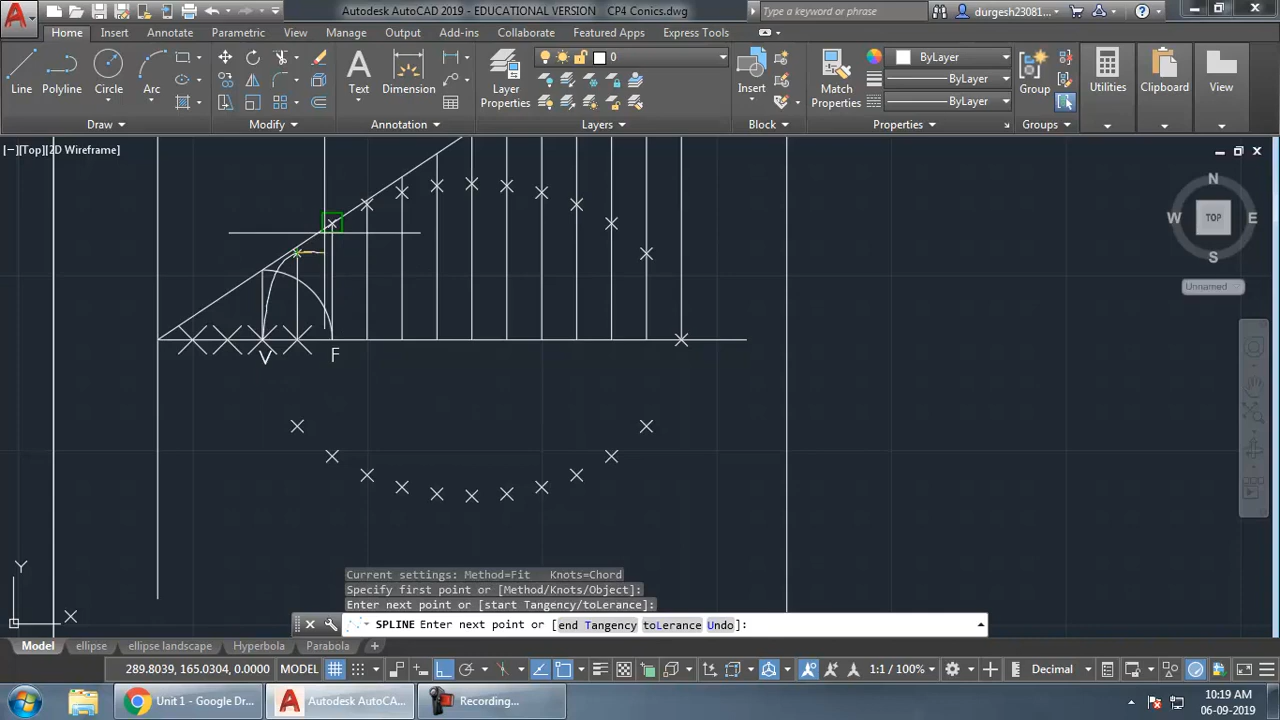 Autodesk AutoCAD 2019 - EDUCATIONAL VERSION CP4 Conics.dwg
Type a keyword or phrase
durgesh23081...
Home Insert Annotate Parametric View Manage Output Add-ins Collaborate Featured Apps Express Tools
Line Polyline Circle Arc
Text Dimension
Layer Properties
0
Insert
Match Properties
ByLayer
ByLayer
ByLayer
Group
Utilities Clipboard View
Draw Modify Annotation Layers Block Properties Groups
[−][Top][2D Wireframe]
N
W TOP E
S
Unnamed
V F
Y
X
Current settings: Method=Fit Knots=Chord
Specify first point or [Method/Knots/Object]:
Enter next point or [start Tangency/toLerance]:
SPLINE Enter next point or [end Tangency toLerance Undo]:
Model ellipse ellipse landscape Hyperbola Parabola +
289.8039, 165.0304, 0.0000 MODEL 1:1 / 100% Decimal
Unit 1 - Google Dr...
Autodesk AutoCA...
Recording...
10:19 AM
06-09-2019